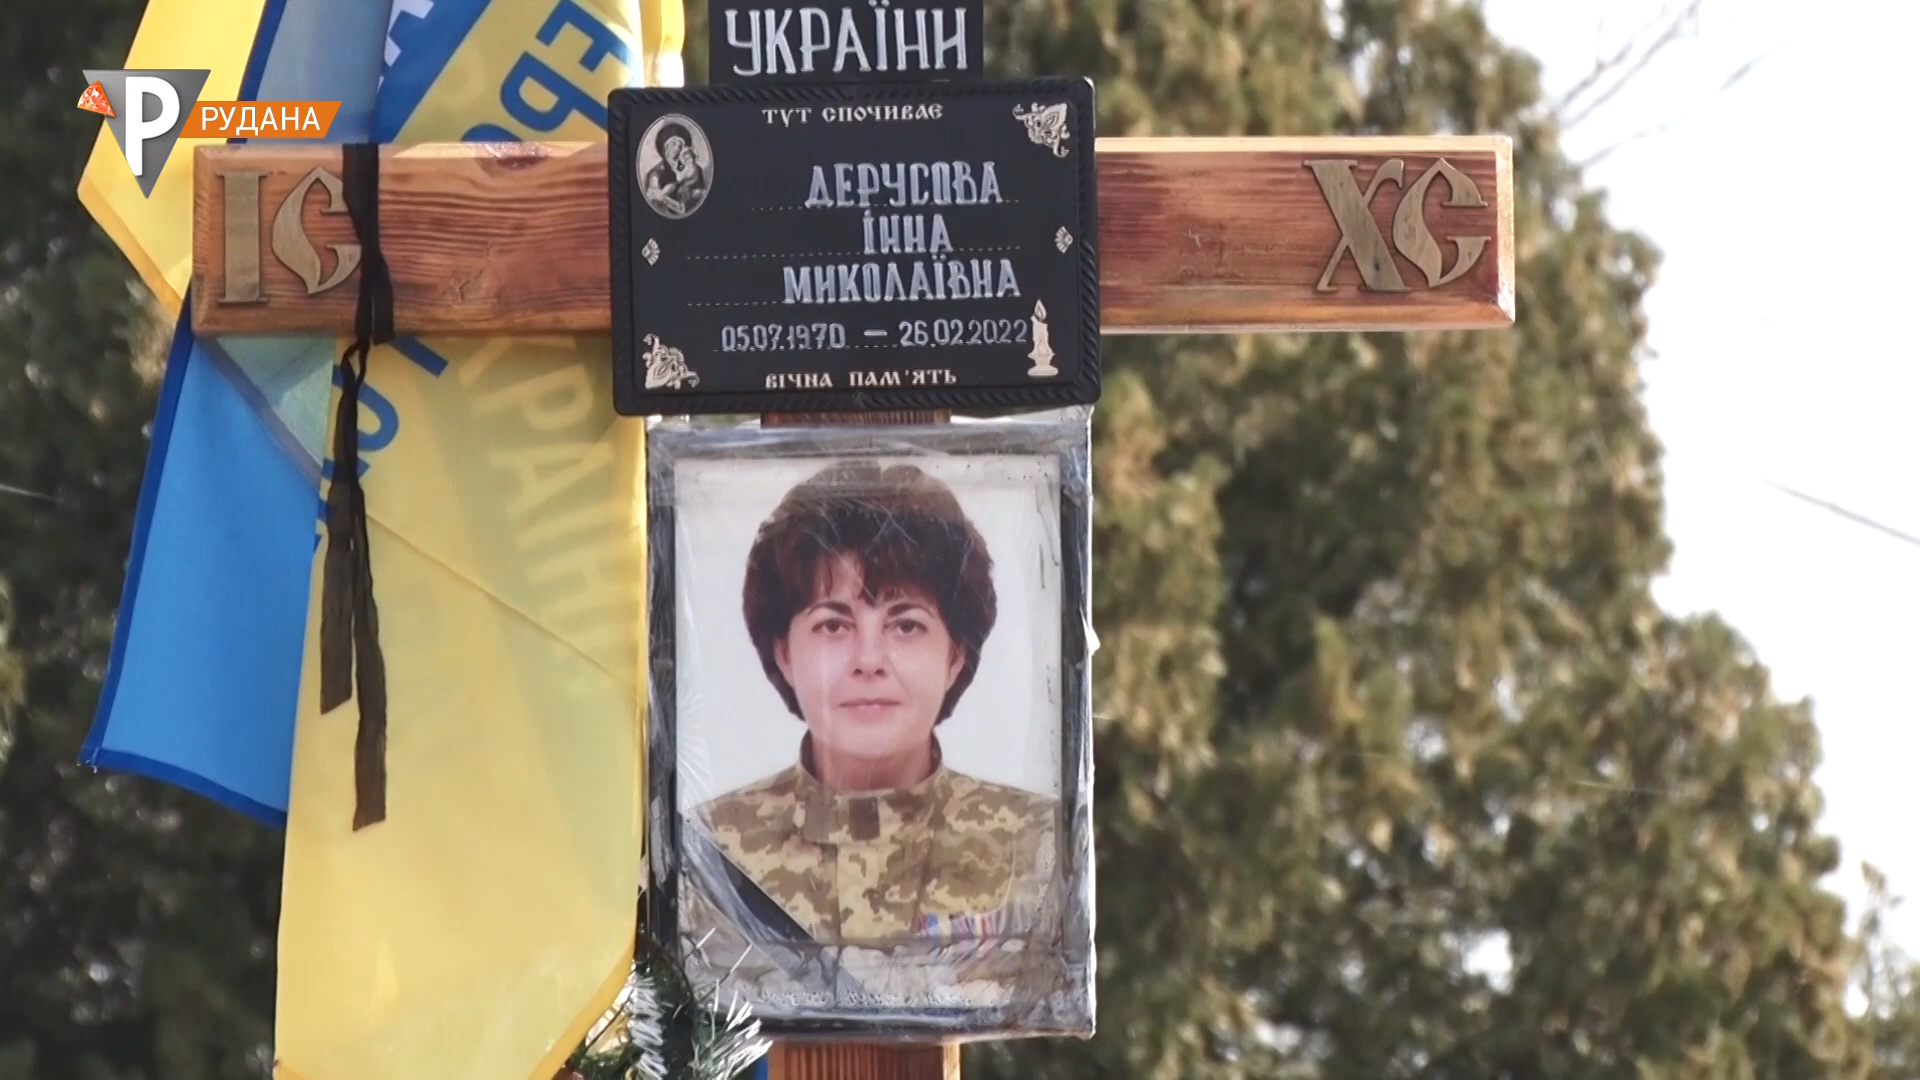 УКРАЇНИ
Р РУДАНА
ТУТ СПОЧИВАЄ
ІС ХС
ДЕРУСОВА
ІННА
МИКОЛАЇВНА
05.07.1970 – 26.02.2022
ВІЧНА ПАМ'ЯТЬ